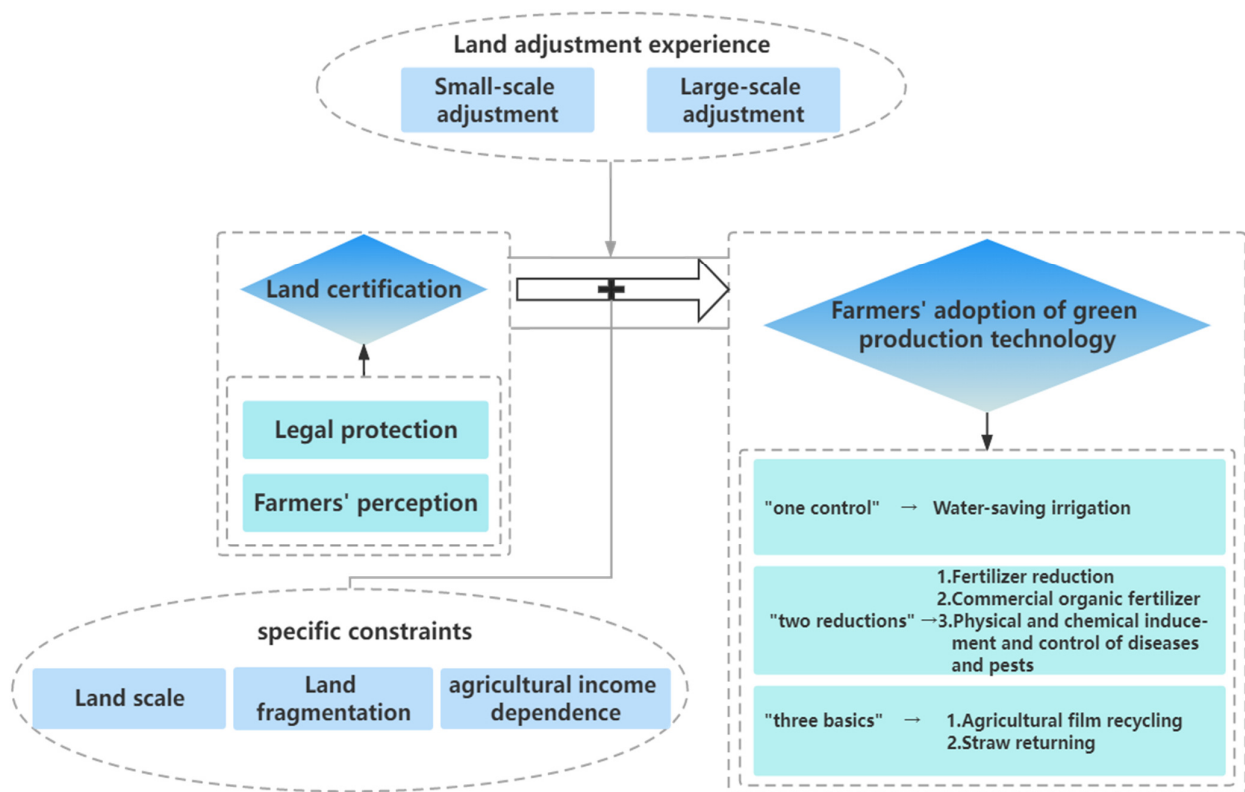 Land adjustment experience
Small-scale
adjustment
Large-scale
adjustment
Land certification
Legal protection
Farmers' perception
Farmers' adoption of green
production technology
"one control" → Water-saving irrigation
1.Fertilizer reduction
2.Commercial organic fertilizer
"two reductions" →3.Physical and chemical induce-
ment and control of diseases
and pests
"three basics" → 1.Agricultural film recycling
2.Straw returning
specific constraints
Land scale
Land
fragmentation
agricultural income
dependence